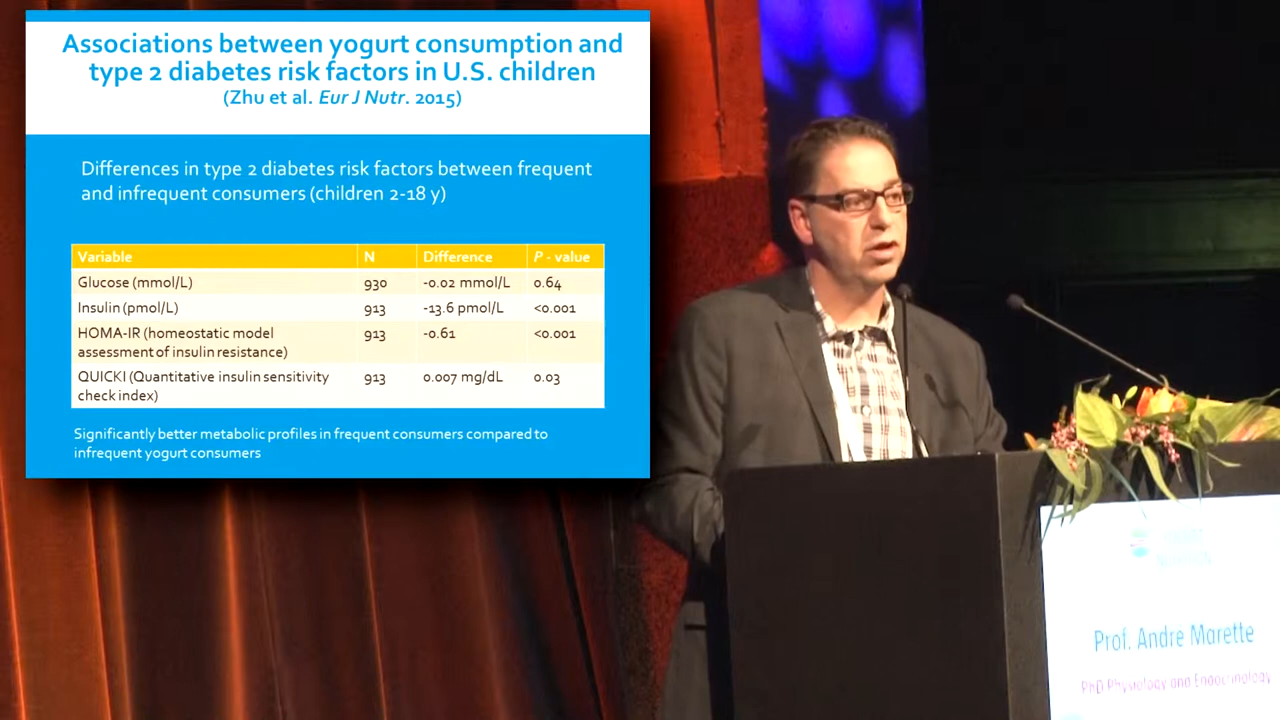 Associations between yogurt consumption and
type 2 diabetes risk factors in U.S. children
(Zhu et al. Eur J Nutr. 2015)
Differences in type 2 diabetes risk factors between frequent
and infrequent consumers (children 2-18 y)
Variable N Difference P - value
Glucose (mmol/L) 930 -0.02 mmol/L 0.64
Insulin (pmol/L) 913 -13.6 pmol/L <0.001
HOMA-IR (homeostatic model
assessment of insulin resistance) 913 -0.61 <0.001
QUICKI (Quantitative insulin sensitivity
check index) 913 0.007 mg/dL 0.03
Significantly better metabolic profiles in frequent consumers compared to
infrequent yogurt consumers
Prof. Andre Marette
PhD Physiology and Endocrinology